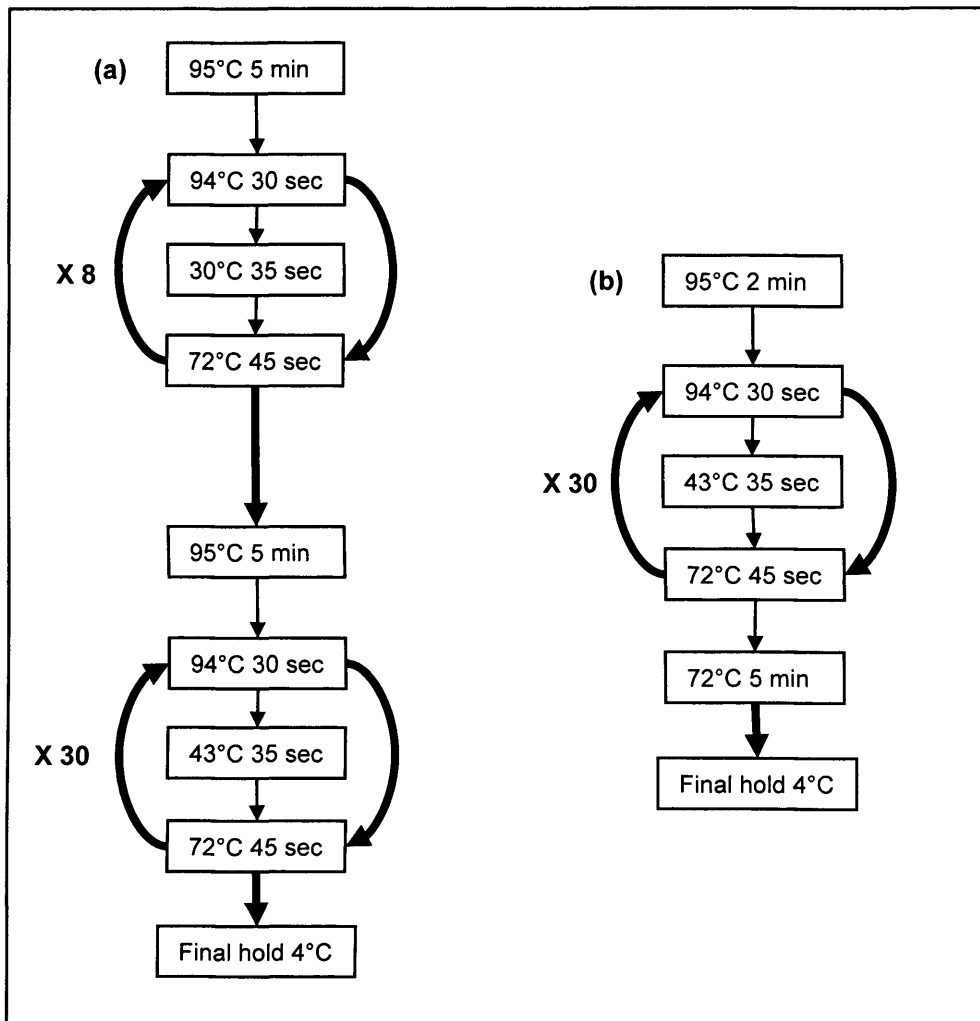 (a)
95°C 5 min
94°C 30 sec
X 8
30°C 35 sec
72°C 45 sec
95°C 5 min
94°C 30 sec
X 30
43°C 35 sec
72°C 45 sec
Final hold 4°C
(b)
95°C 2 min
94°C 30 sec
X 30
43°C 35 sec
72°C 45 sec
72°C 5 min
Final hold 4°C